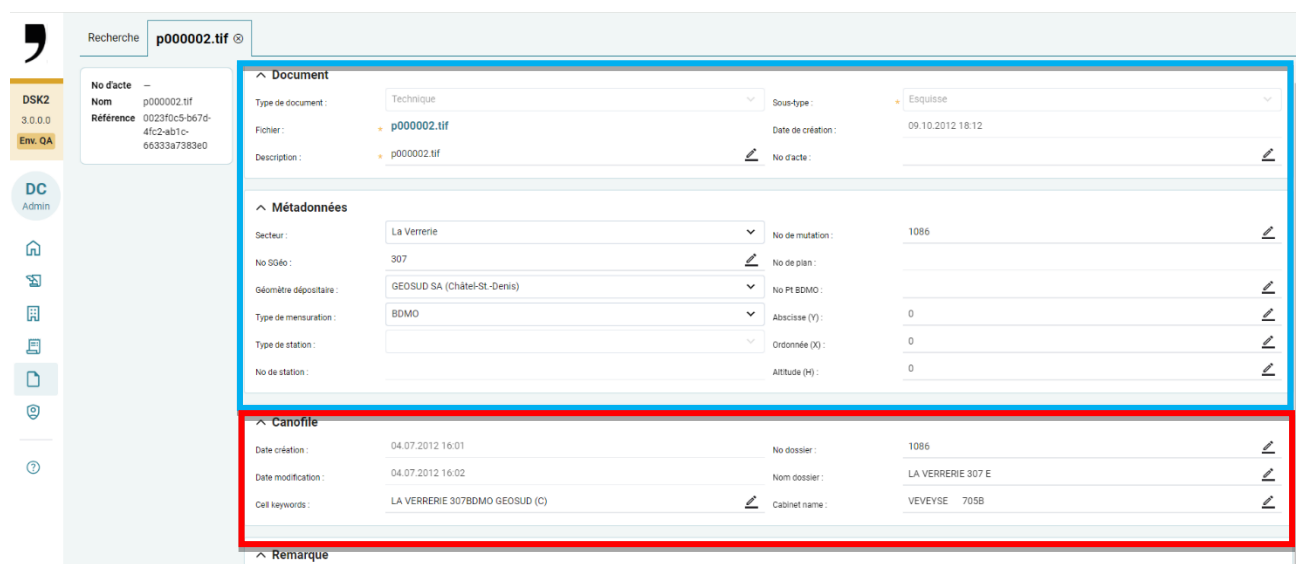 Recherche p000002.tif
DSK2
3.0.0.0
Env. QA
DC
Admin
No d'acte —
Nom p000002.tif
Référence 0023f0c5-b67d-
4fc2-ab1c-
66333a7383e0
Document
Type de document : Technique Sous-type : * Esquisse
Fichier : * p000002.tif Date de création : 09.10.2012 18:12
Description : * p000002.tif No d'acte :
Métadonnées
Secteur : La Verrerie No de mutation : 1086
No SGéo : 307 No de plan :
Géomètre dépositaire : GEOSUD SA (Châtel-St.-Denis) No Pt BDMO :
Type de mensuration : BDMO Abscisse (Y) : 0
Type de station : Ordonnée (X) : 0
No de station : Altitude (H) : 0
Canofile
Date création : 04.07.2012 16:01 No dossier : 1086
Date modification : 04.07.2012 16:02 Nom dossier : LA VERRERIE 307 E
Cell keywords : LA VERRERIE 307BDMO GEOSUD (C) Cabinet name : VEVEYSE 705B
Remarque